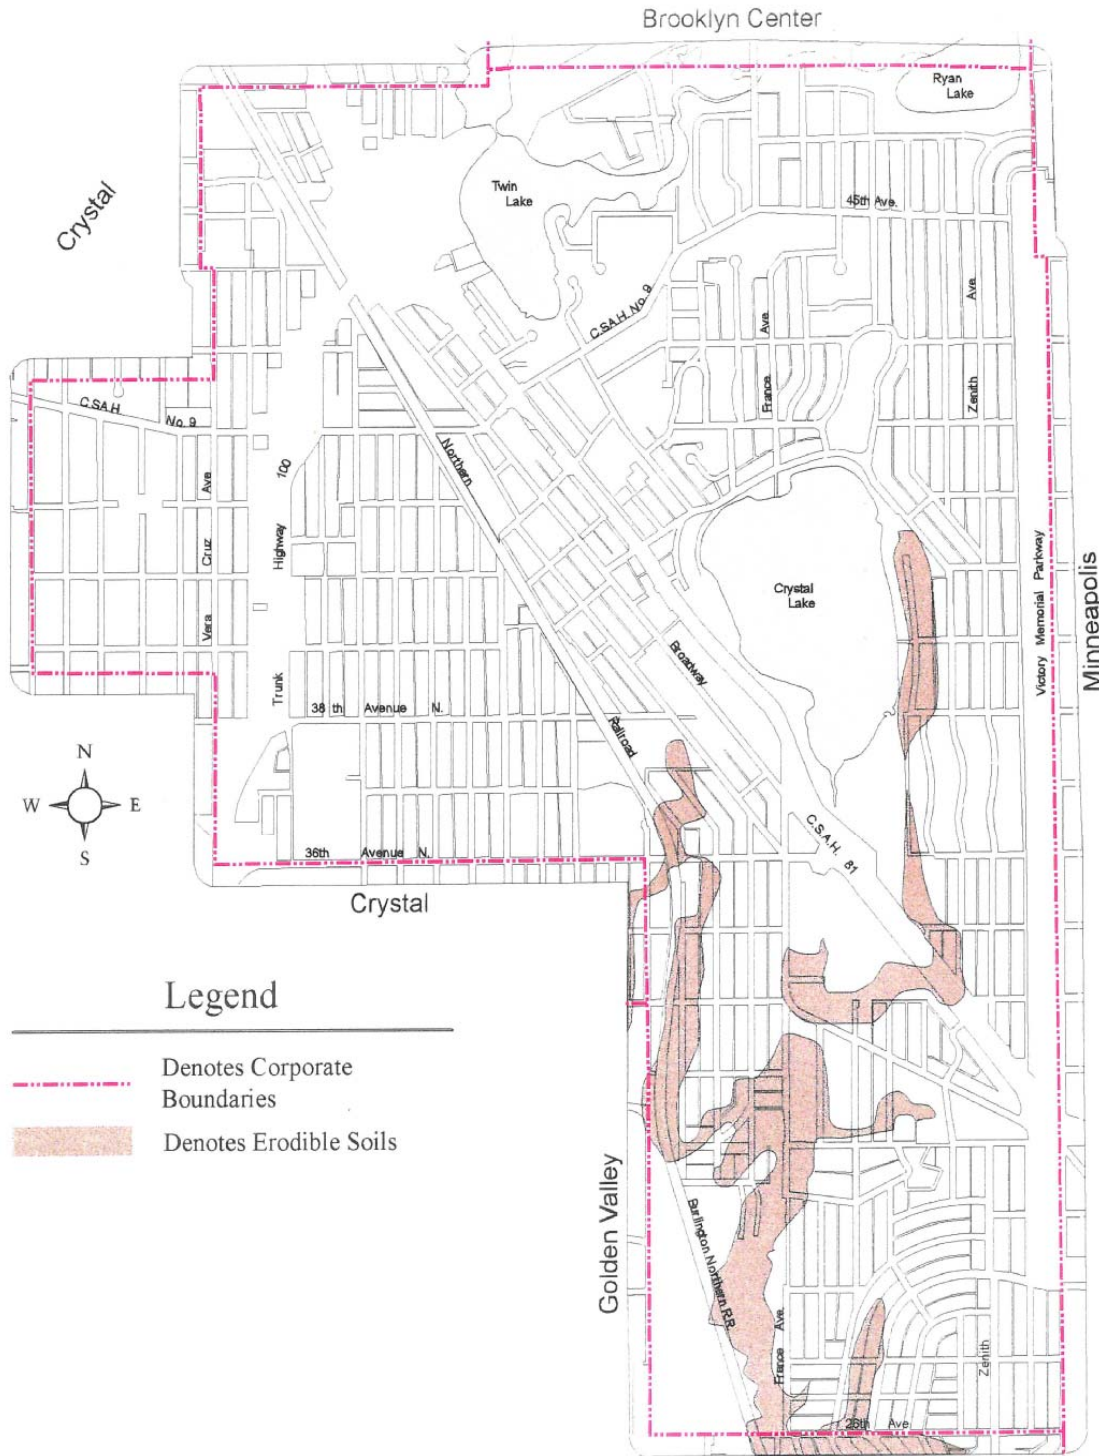 Brooklyn Center
Ryan
Lake
Twin
Lake
45th Ave.
Crystal
C.S.A.H. No. 9
France Ave
Zenith Ave
C.S.A.H
No. 9
Northern
Vera Cruz Ave
Trunk Highway 100
Crystal
Lake
Victory Memorial Parkway
Minneapolis
Broadway
38 th Avenue N.
Railroad
N
W
E
S
C.S.A.H. 81
36th Avenue N.
Crystal
Legend
Denotes Corporate
Boundaries
Denotes Erodible Soils
Golden Valley
Burlington Northern R.R.
France Ave.
Zenith
26th Ave